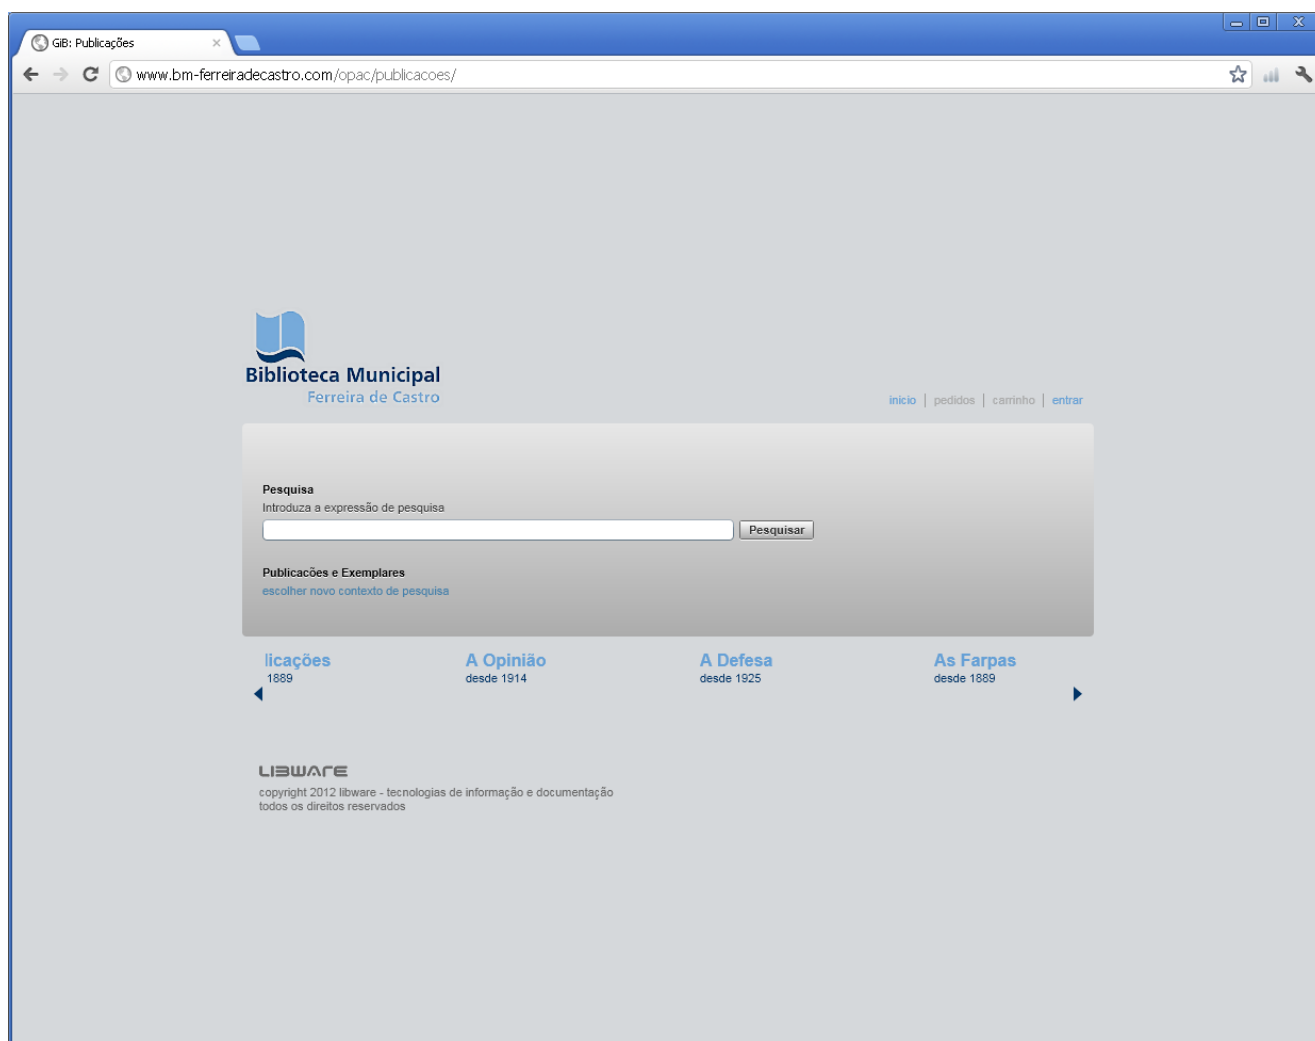 GiB: Publicações
www.bm-ferreiradecastro.com/opac/publicacoes/
Biblioteca Municipal
Ferreira de Castro
inicio | pedidos | carrinho | entrar
Pesquisa
Introduza a expressão de pesquisa
Pesquisar
Publicacões e Exemplares
escolher novo contexto de pesquisa
licações A Opinião A Defesa As Farpas
1889 desde 1914 desde 1925 desde 1889
LIBWARE
copyright 2012 libware - tecnologias de informação e documentação
todos os direitos reservados